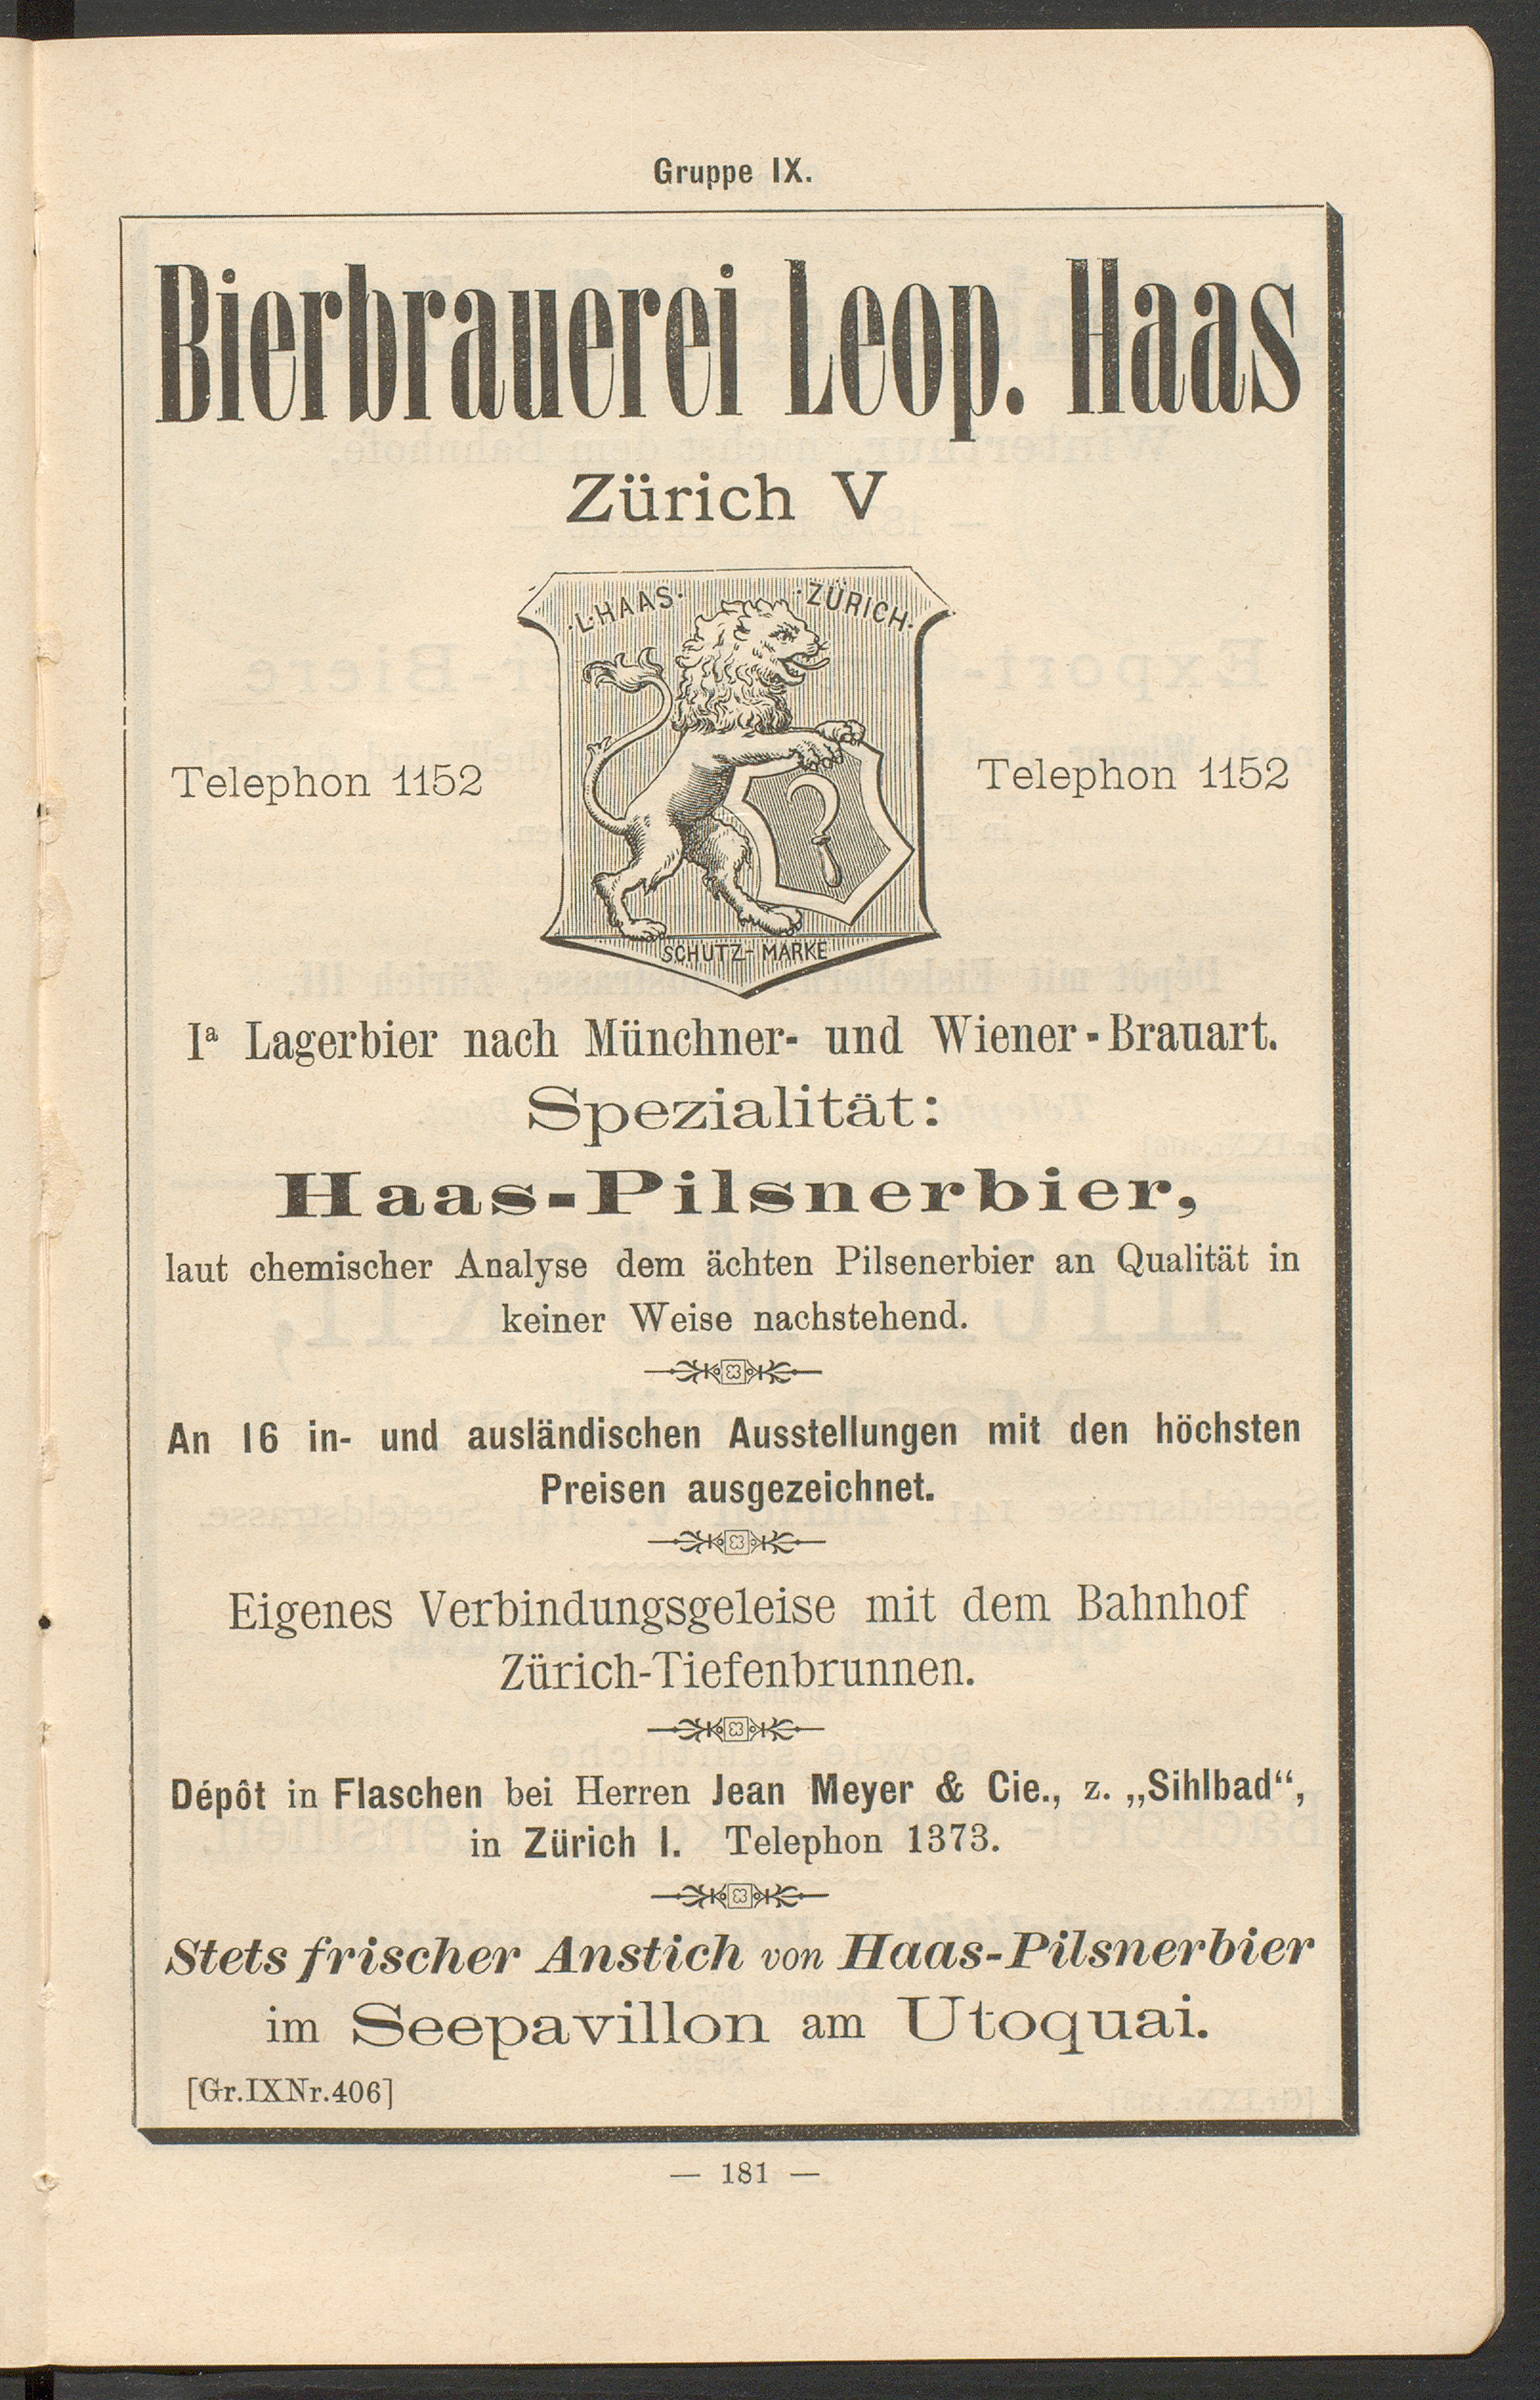 Gruppe IX.
Bierbrauerei Leop. Haas
Zürich V
·L·HAAS· ·ZÜRICH·
Telephon 1152
Telephon 1152
SCHUTZ-MARKE
Iª Lagerbier nach Münchner- und Wiener-Brauart.
Spezialität:
Haas-Pilsnerbier,
laut chemischer Analyse dem ächten Pilsenerbier an Qualität in
keiner Weise nachstehend.
An 16 in- und ausländischen Ausstellungen mit den höchsten
Preisen ausgezeichnet.
Eigenes Verbindungsgeleise mit dem Bahnhof
Zürich-Tiefenbrunnen.
Dépôt in Flaschen bei Herren Jean Meyer & Cie., z. „Sihlbad“,
in Zürich I. Telephon 1373.
Stets frischer Anstich von Haas-Pilsnerbier
im Seepavillon am Utoquai.
[Gr.IXNr.406]
— 181 —